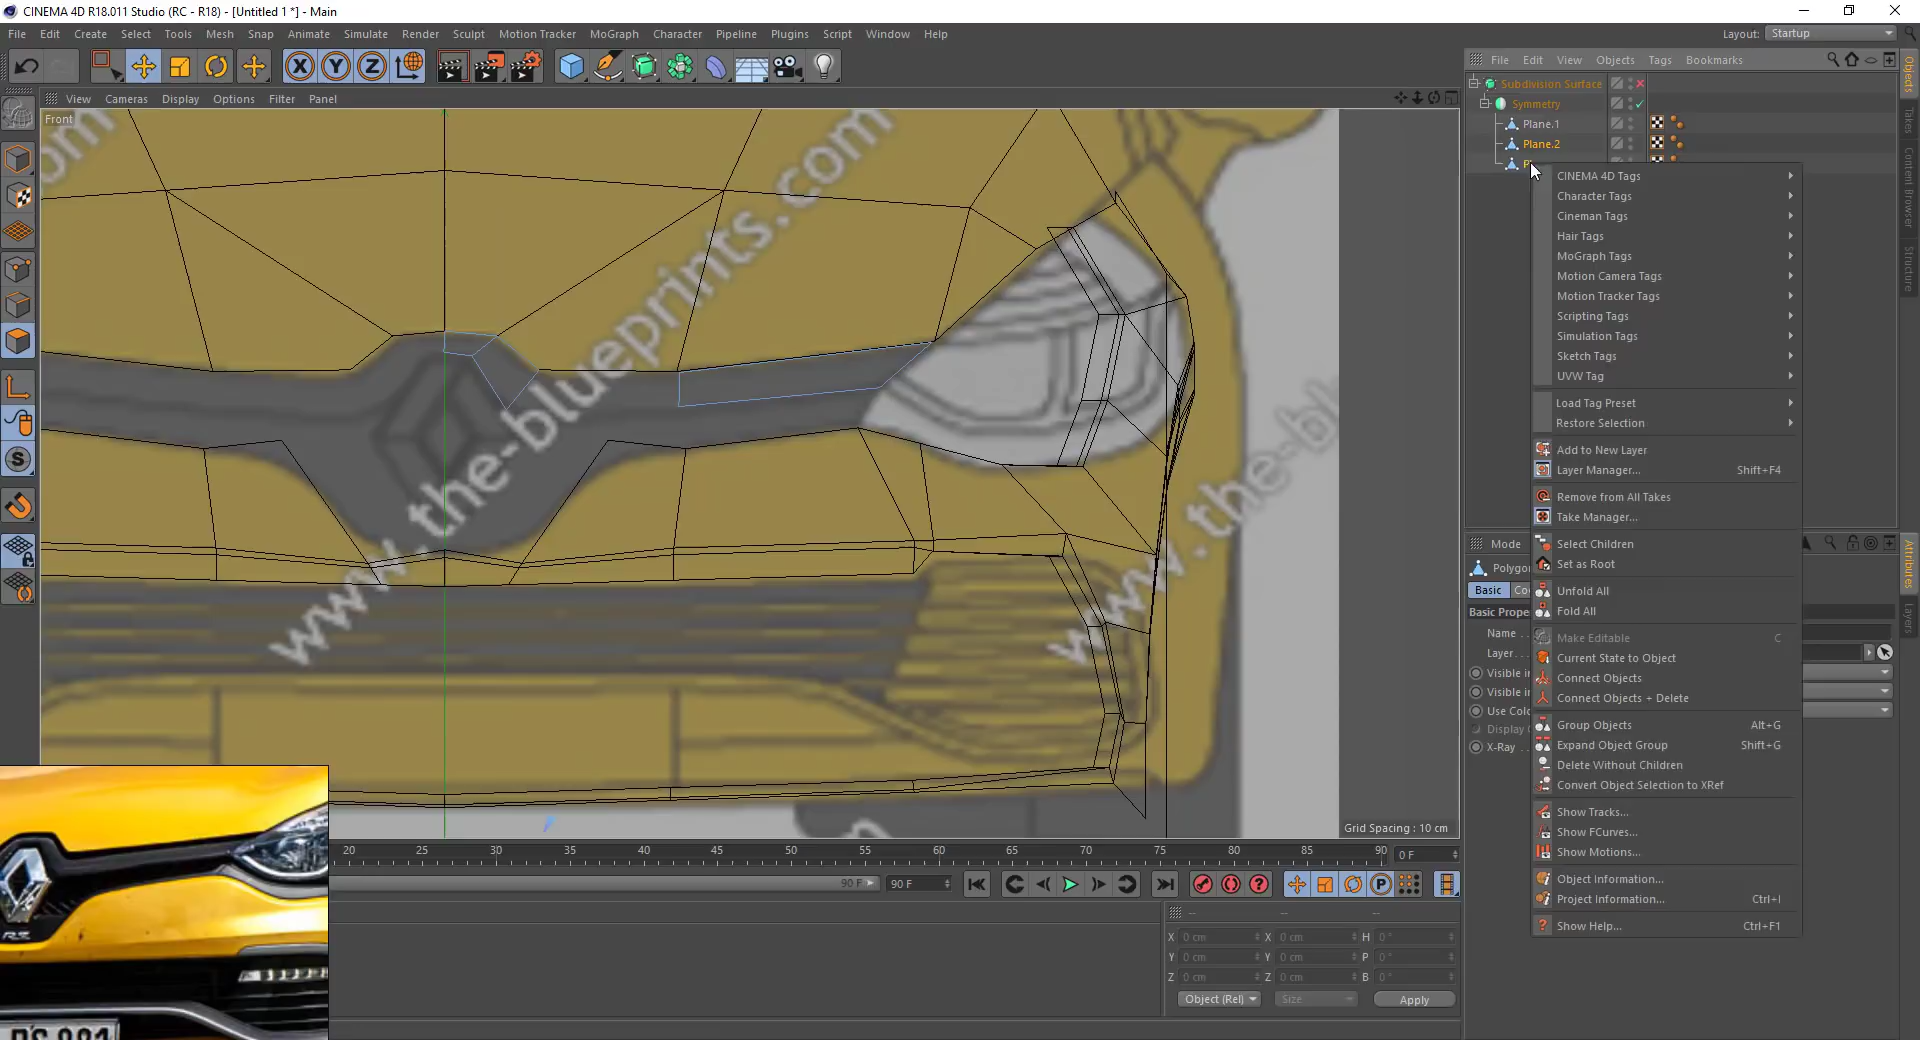 CINEMA 4D R18.011 Studio (RC - R18) - [Untitled 1 *] - Main
File Edit Create Select Tools Mesh Snap Animate Simulate Render Sculpt Motion Tracker MoGraph Character Pipeline Plugins Script Window Help
Layout: Startup
View Cameras Display Options Filter Panel
Front
File Edit View Objects Tags Bookmarks
Subdivision Surface
Symmetry
Plane.1
Plane.2
Objects
Takes
Content Browser
Structure
CINEMA 4D Tags
Character Tags
Cineman Tags
Hair Tags
MoGraph Tags
Motion Camera Tags
Motion Tracker Tags
Scripting Tags
Simulation Tags
Sketch Tags
UVW Tag
Load Tag Preset
Restore Selection
Add to New Layer
Layer Manager... Shift+F4
Remove from All Takes
Take Manager...
Select Children
Set as Root
Unfold All
Fold All
Make Editable C
Current State to Object
Connect Objects
Connect Objects + Delete
Group Objects Alt+G
Expand Object Group Shift+G
Delete Without Children
Convert Object Selection to XRef
Show Tracks...
Show FCurves...
Show Motions...
Object Information...
Project Information... Ctrl+I
Show Help... Ctrl+F1
Mode
Basic
Name
Layer
X-Ray
Attributes
Layers
www.the-blueprints.com
Grid Spacing : 10 cm
20 25 30 35 40 45 50 55 60 65 70 75 80 85 90
0 F
90 F 90 F
-- -- --
X 0 cm X 0 cm H 0 °
Y 0 cm Y 0 cm P 0 °
Z 0 cm Z 0 cm B 0 °
Object (Rel) Size Apply